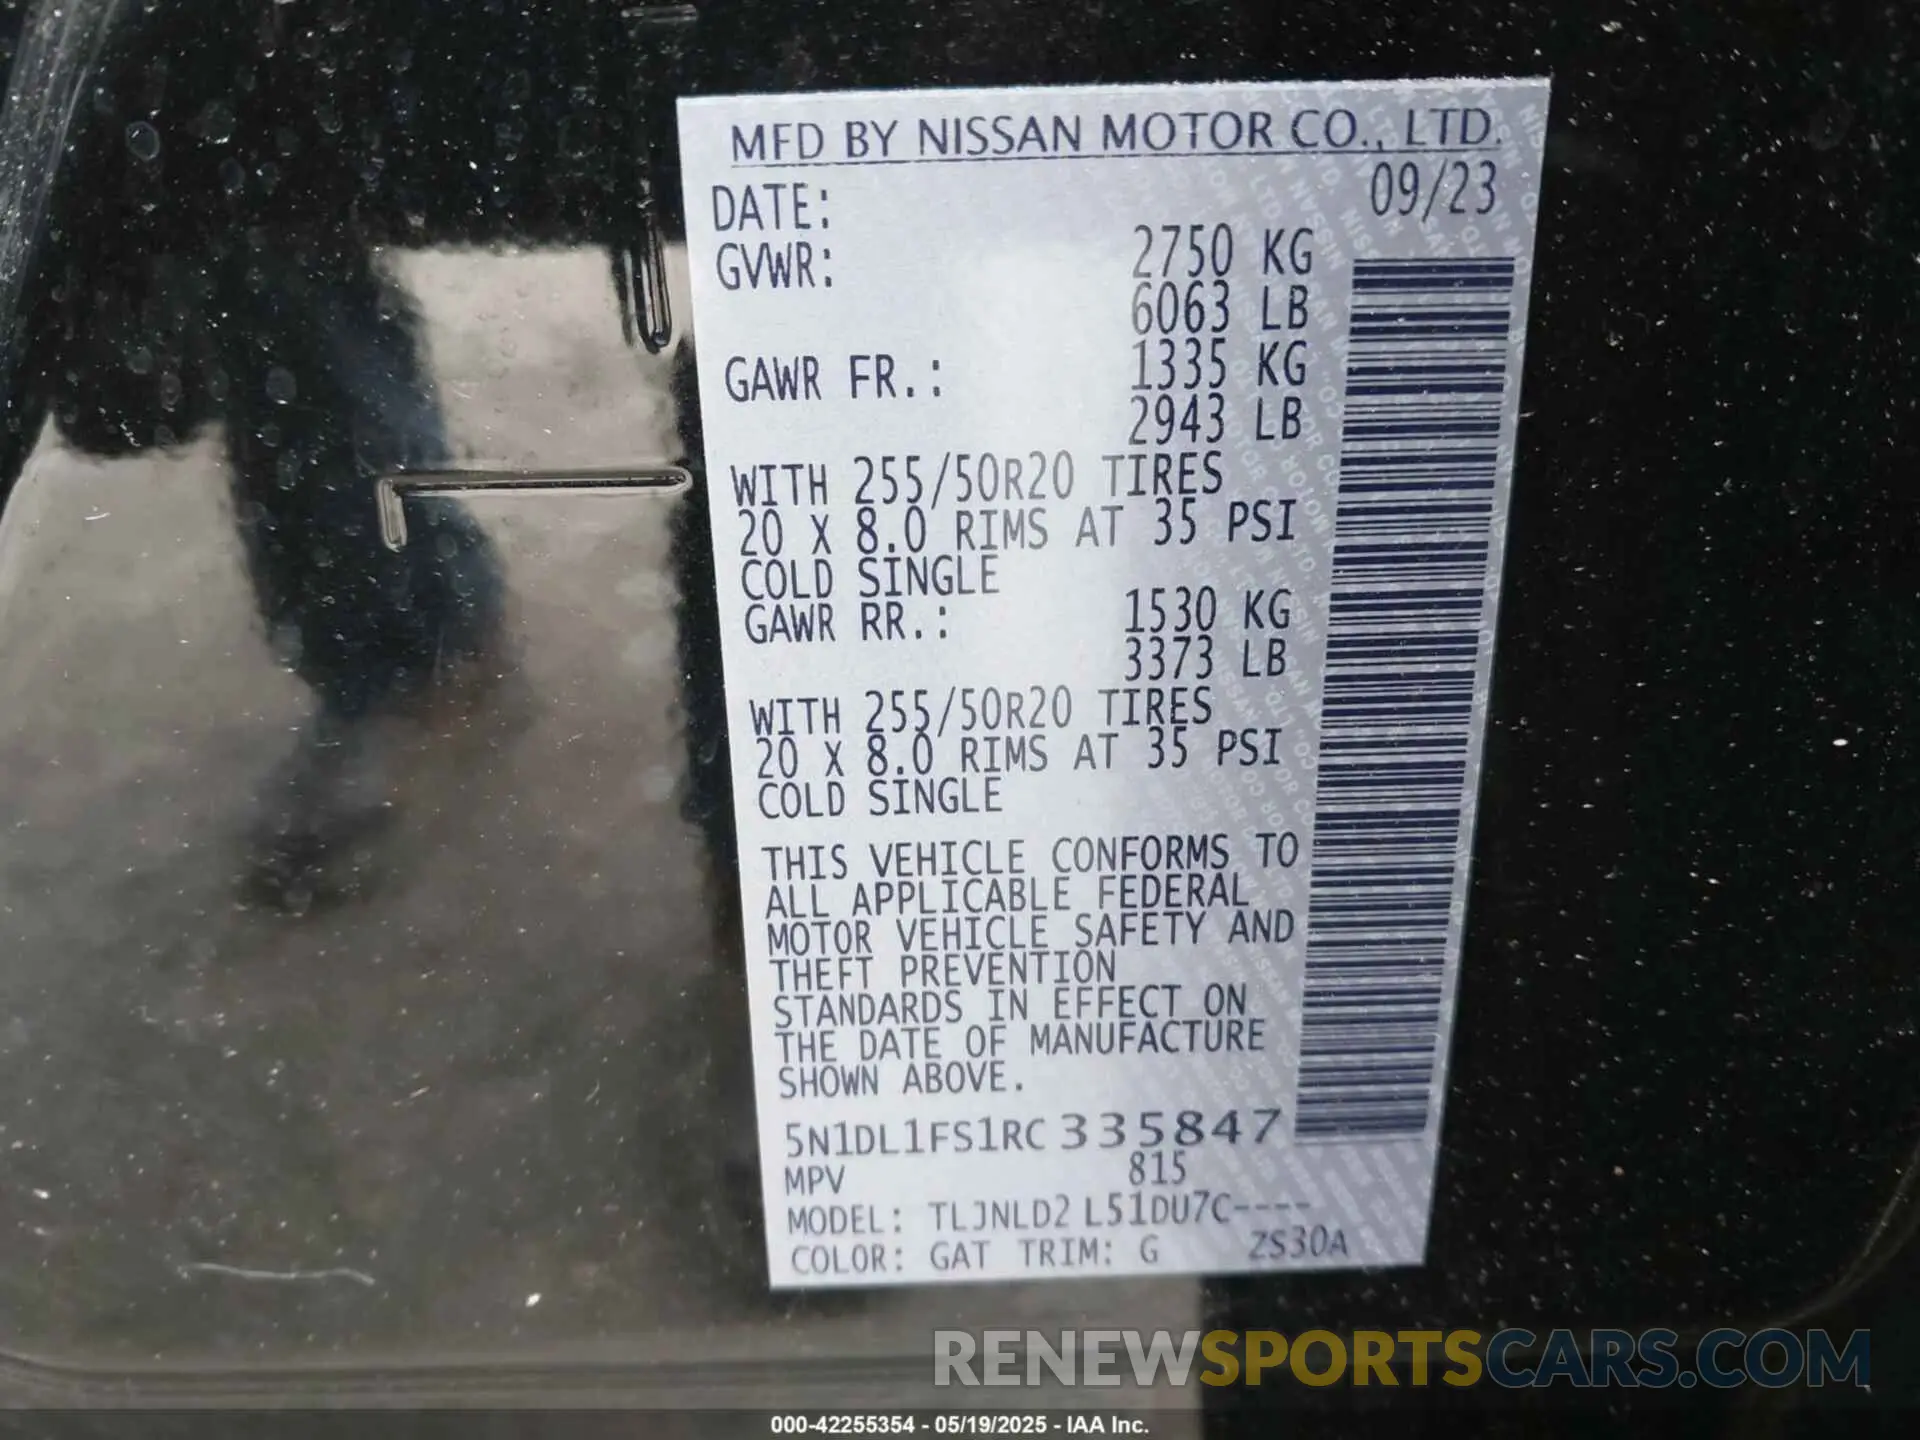 MFD BY NISSAN MOTOR CO., LTD.
DATE: 09/23
GVWR: 2750 KG
6063 LB
GAWR FR.: 1335 KG
2943 LB
WITH 255/50R20 TIRES
20 X 8.0 RIMS AT 35 PSI
COLD SINGLE
GAWR RR.: 1530 KG
3373 LB
WITH 255/50R20 TIRES
20 X 8.0 RIMS AT 35 PSI
COLD SINGLE
THIS VEHICLE CONFORMS TO
ALL APPLICABLE FEDERAL
MOTOR VEHICLE SAFETY AND
THEFT PREVENTION
STANDARDS IN EFFECT ON
THE DATE OF MANUFACTURE
SHOWN ABOVE.
5N1DL1FS1RC335847
MPV 815
MODEL: TLJNLD2 L51DU7C----
COLOR: GAT TRIM: G ZS30A
RENEWSPORTSCARS.COM
000-42255354 - 05/19/2025 - IAA Inc.